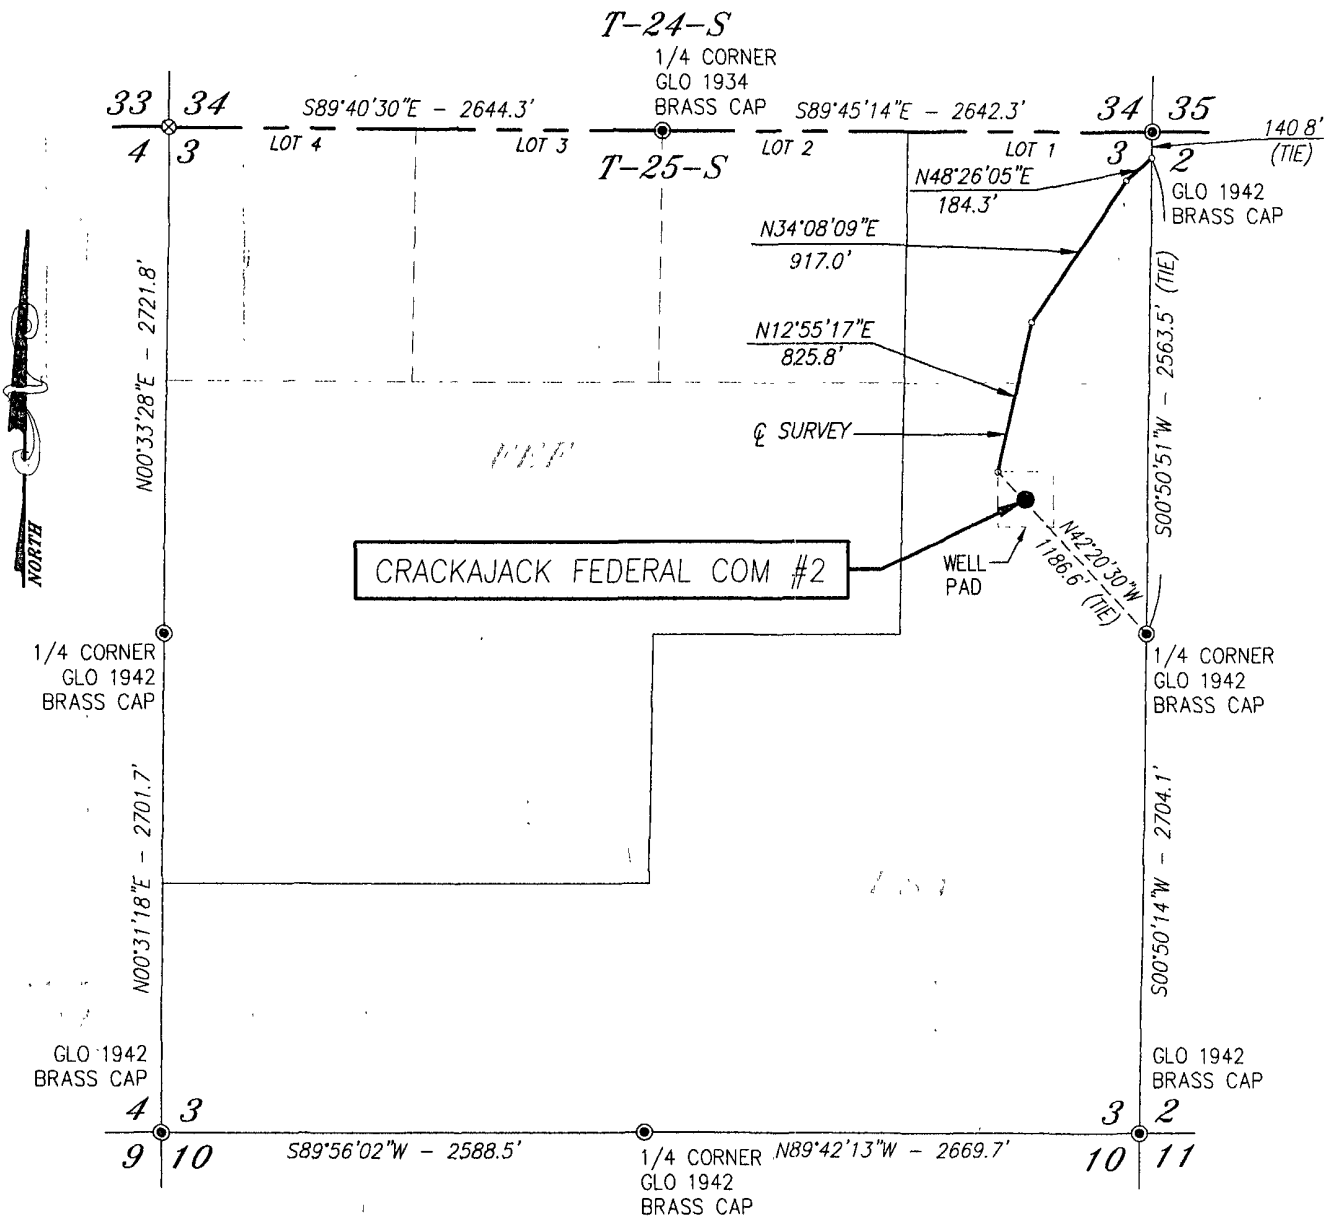 T-24-S
1/4 CORNER
GLO 1934
BRASS CAP
33 34
S89°40'30"E - 2644.3'
S89°45'14"E - 2642.3'
34 35
140 8'
(TIE)
4 3
LOT 4
LOT 3
LOT 2
LOT 1
3 2
T-25-S
N48°26'05"E
184.3'
GLO 1942
BRASS CAP
N34°08'09"E
917.0'
N00°33'28"E - 2721.8'
S00°50'51"W - 2563.5' (TIE)
N12°55'17"E
825.8'
℄ SURVEY
FEE
NORTH
CRACKAJACK FEDERAL COM #2
WELL
PAD
N42°20'30"W
1186.6' (TIE)
1/4 CORNER
GLO 1942
BRASS CAP
1/4 CORNER
GLO 1942
BRASS CAP
N00°31'18"E - 2701.7'
S00°50'14"W - 2704.1'
GLO 1942
BRASS CAP
GLO 1942
BRASS CAP
4 3
3 2
9 10
S89°56'02"W - 2588.5'
1/4 CORNER
GLO 1942
BRASS CAP
N89°42'13"W - 2669.7'
10 11